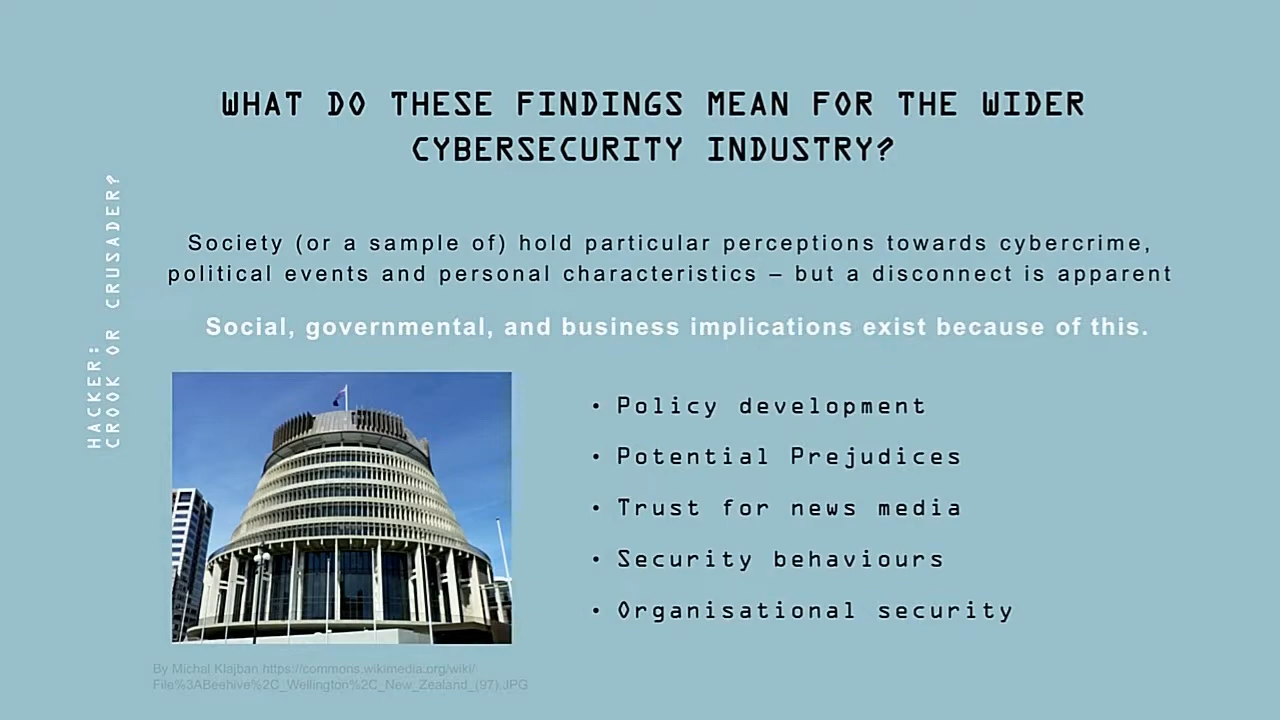 WHAT DO THESE FINDINGS MEAN FOR THE WIDER
CYBERSECURITY INDUSTRY?
HACKER:
CROOK OR CRUSADER?
Society (or a sample of) hold particular perceptions towards cybercrime,
political events and personal characteristics – but a disconnect is apparent
Social, governmental, and business implications exist because of this.
• Policy development
• Potential Prejudices
• Trust for news media
• Security behaviours
• Organisational security
By Michal Klajban https://commons.wikimedia.org/wiki/
File%3ABeehive%2C_Wellington%2C_New_Zealand_(97).JPG